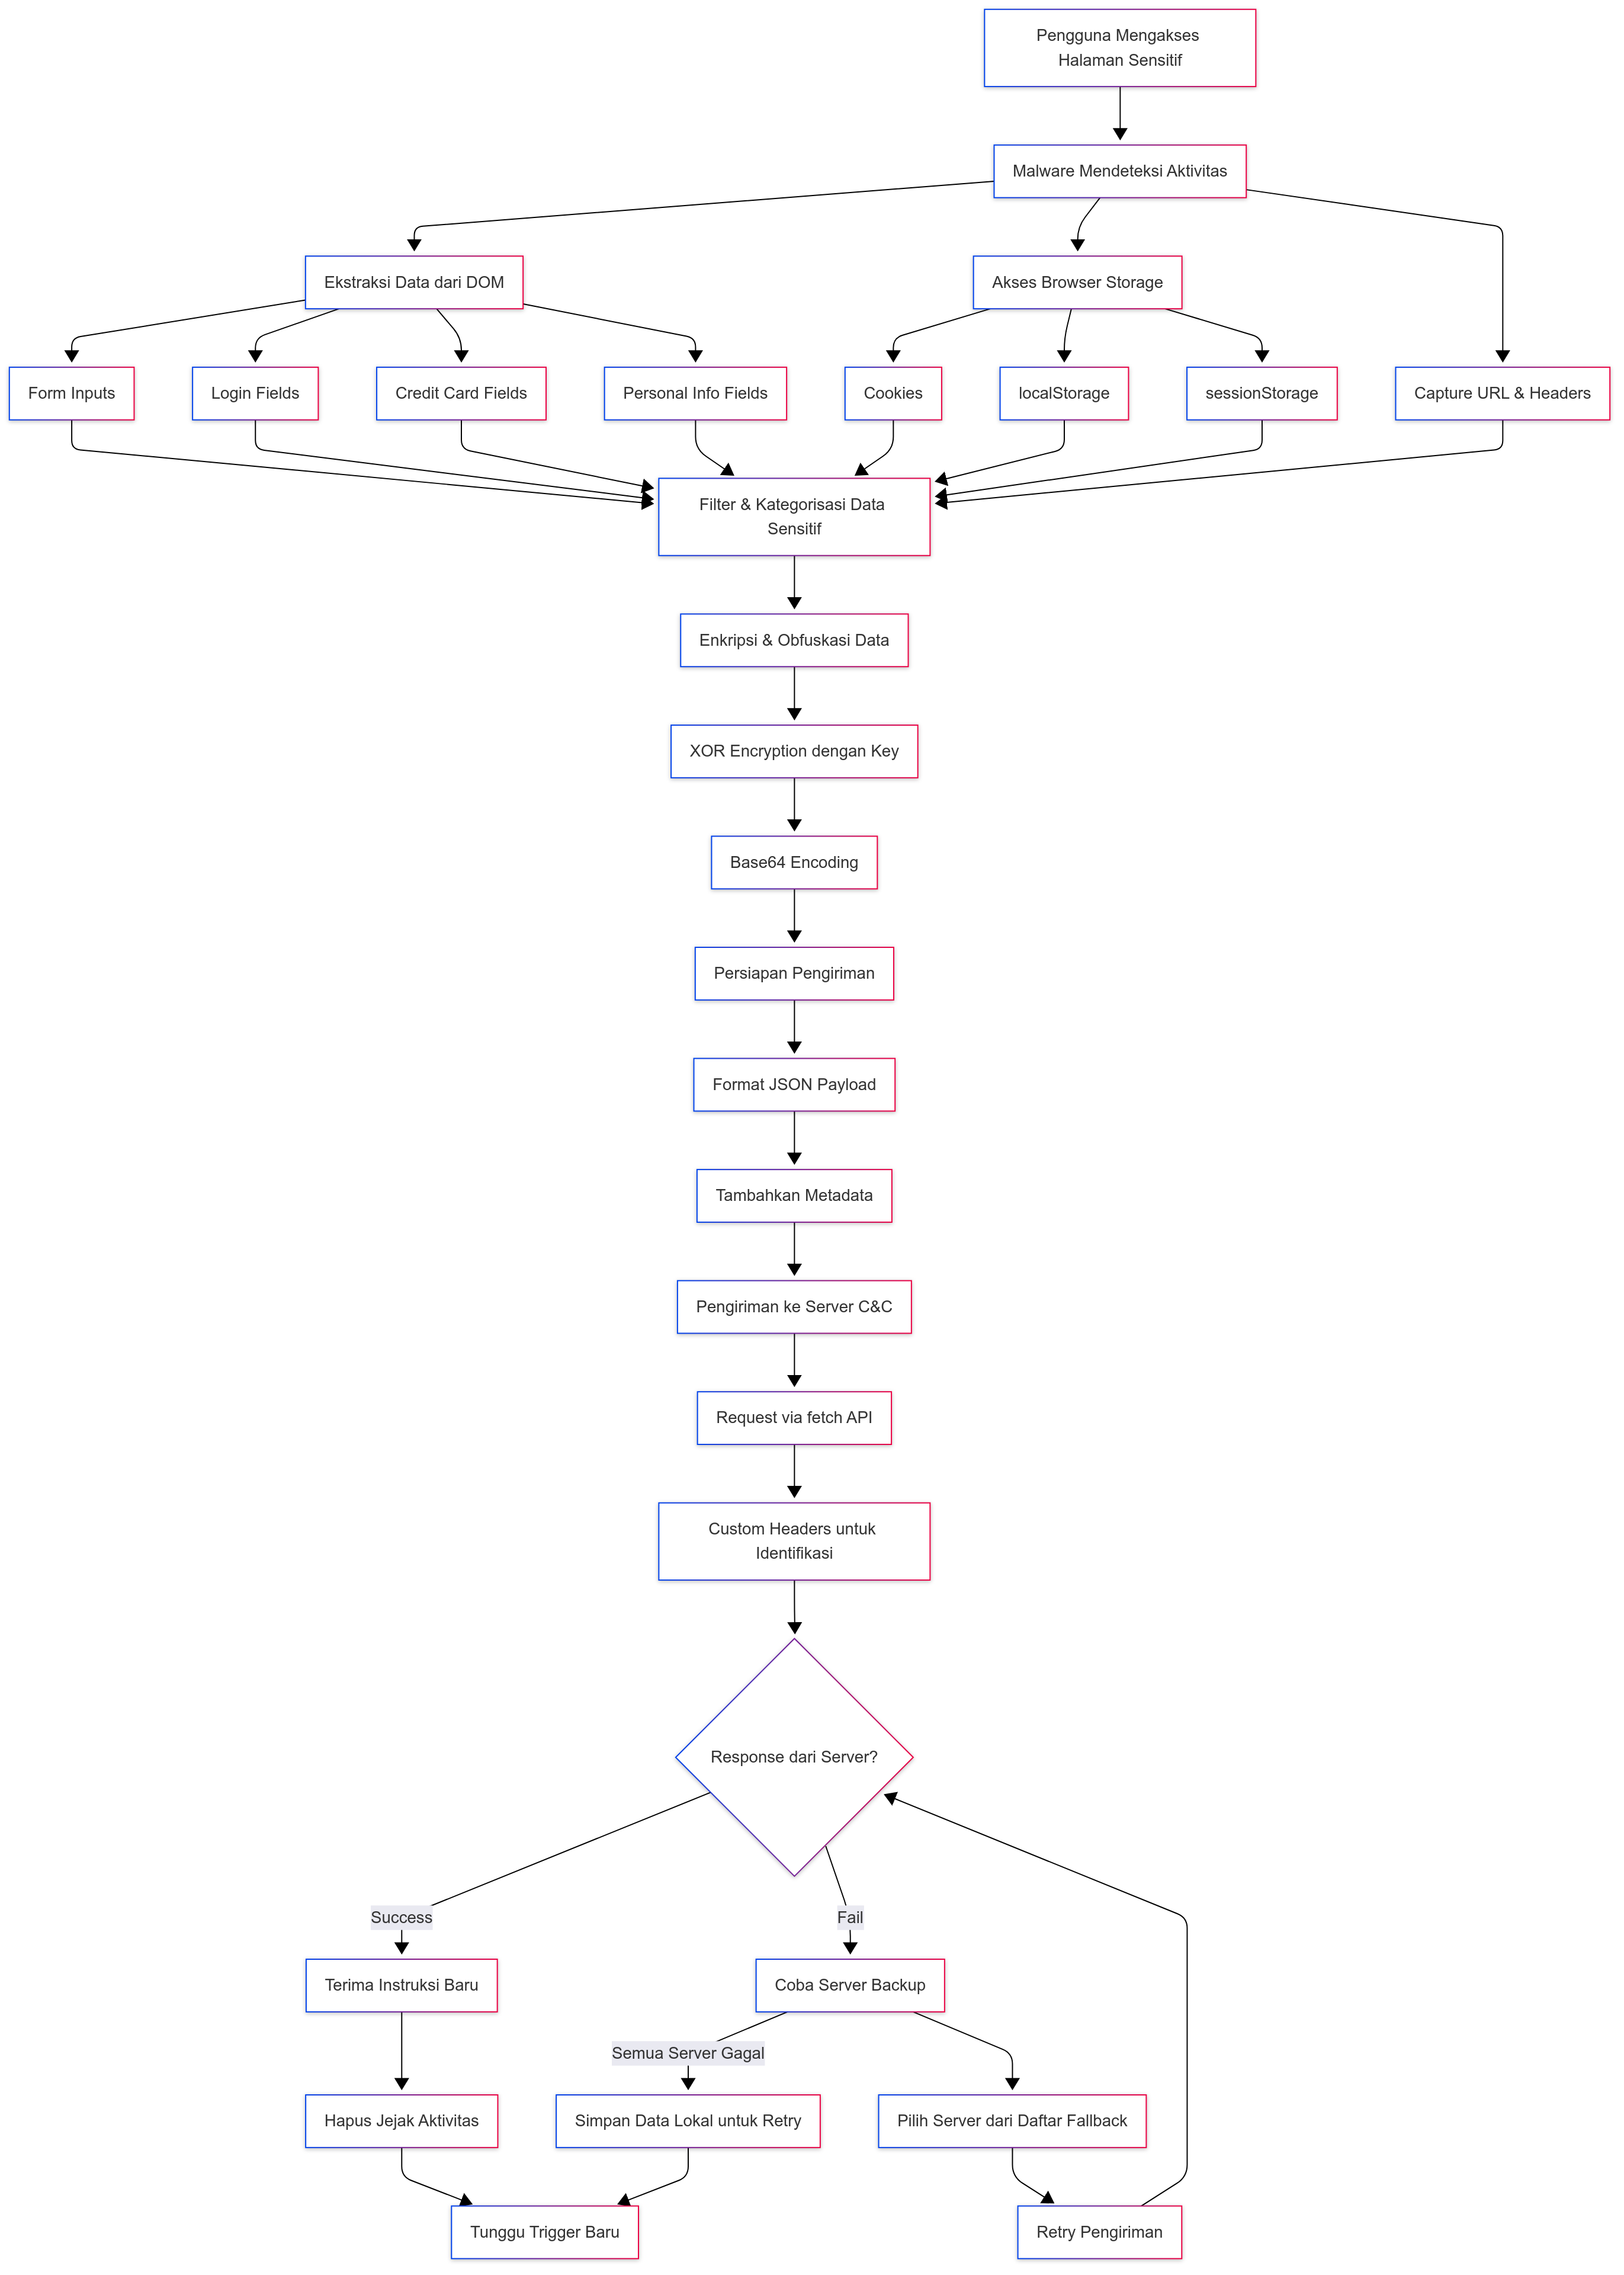 Pengguna Mengakses
Halaman Sensitif
Malware Mendeteksi Aktivitas
Ekstraksi Data dari DOM
Akses Browser Storage
Form Inputs
Login Fields
Credit Card Fields
Personal Info Fields
Cookies
localStorage
sessionStorage
Capture URL & Headers
Filter & Kategorisasi Data
Sensitif
Enkripsi & Obfuskasi Data
XOR Encryption dengan Key
Base64 Encoding
Persiapan Pengiriman
Format JSON Payload
Tambahkan Metadata
Pengiriman ke Server C&C
Request via fetch API
Custom Headers untuk
Identifikasi
Response dari Server?
Success
Fail
Terima Instruksi Baru
Coba Server Backup
Semua Server Gagal
Hapus Jejak Aktivitas
Simpan Data Lokal untuk Retry
Pilih Server dari Daftar Fallback
Tunggu Trigger Baru
Retry Pengiriman